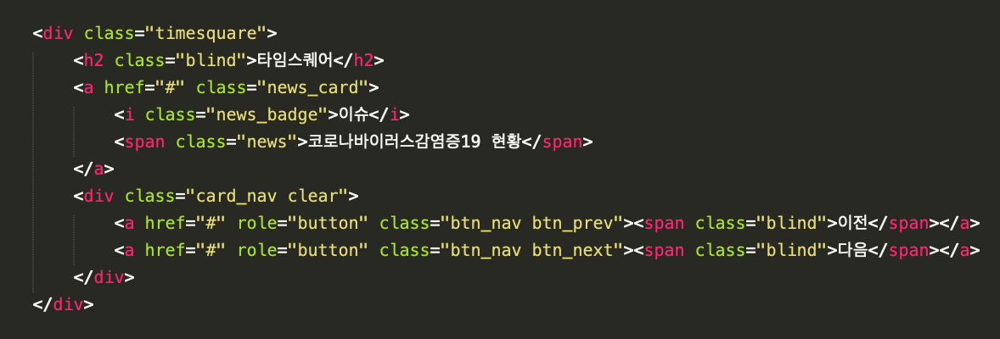 <div class="timesquare">
<h2 class="blind">타임스퀘어</h2>
<a href="#" class="news_card">
<i class="news_badge">이슈</i>
<span class="news">코로나바이러스감염증19 현황</span>
</a>
<div class="card_nav clear">
<a href="#" role="button" class="btn_nav btn_prev"><span class="blind">이전</span></a>
<a href="#" role="button" class="btn_nav btn_next"><span class="blind">다음</span></a>
</div>
</div>